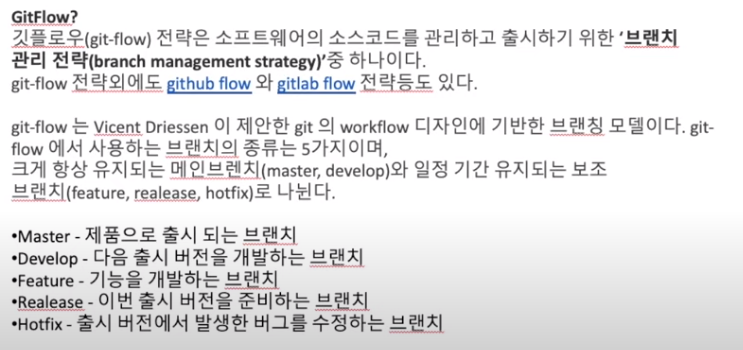 GitFlow?
깃플로우(git-flow) 전략은 소프트웨어의 소스코드를 관리하고 출시하기 위한 '브랜치
관리 전략(branch management strategy)'중 하나이다.
git-flow 전략외에도 github flow 와 gitlab flow 전략등도 있다.
git-flow 는 Vicent Driessen 이 제안한 git 의 workflow 디자인에 기반한 브랜칭 모델이다. git-
flow 에서 사용하는 브랜치의 종류는 5가지이며,
크게 항상 유지되는 메인브렌치(master, develop)와 일정 기간 유지되는 보조
브랜치(feature, realease, hotfix)로 나뉜다.
•Master - 제품으로 출시 되는 브랜치
•Develop - 다음 출시 버전을 개발하는 브랜치
•Feature - 기능을 개발하는 브랜치
•Realease - 이번 출시 버전을 준비하는 브랜치
•Hotfix - 출시 버전에서 발생한 버그를 수정하는 브랜치